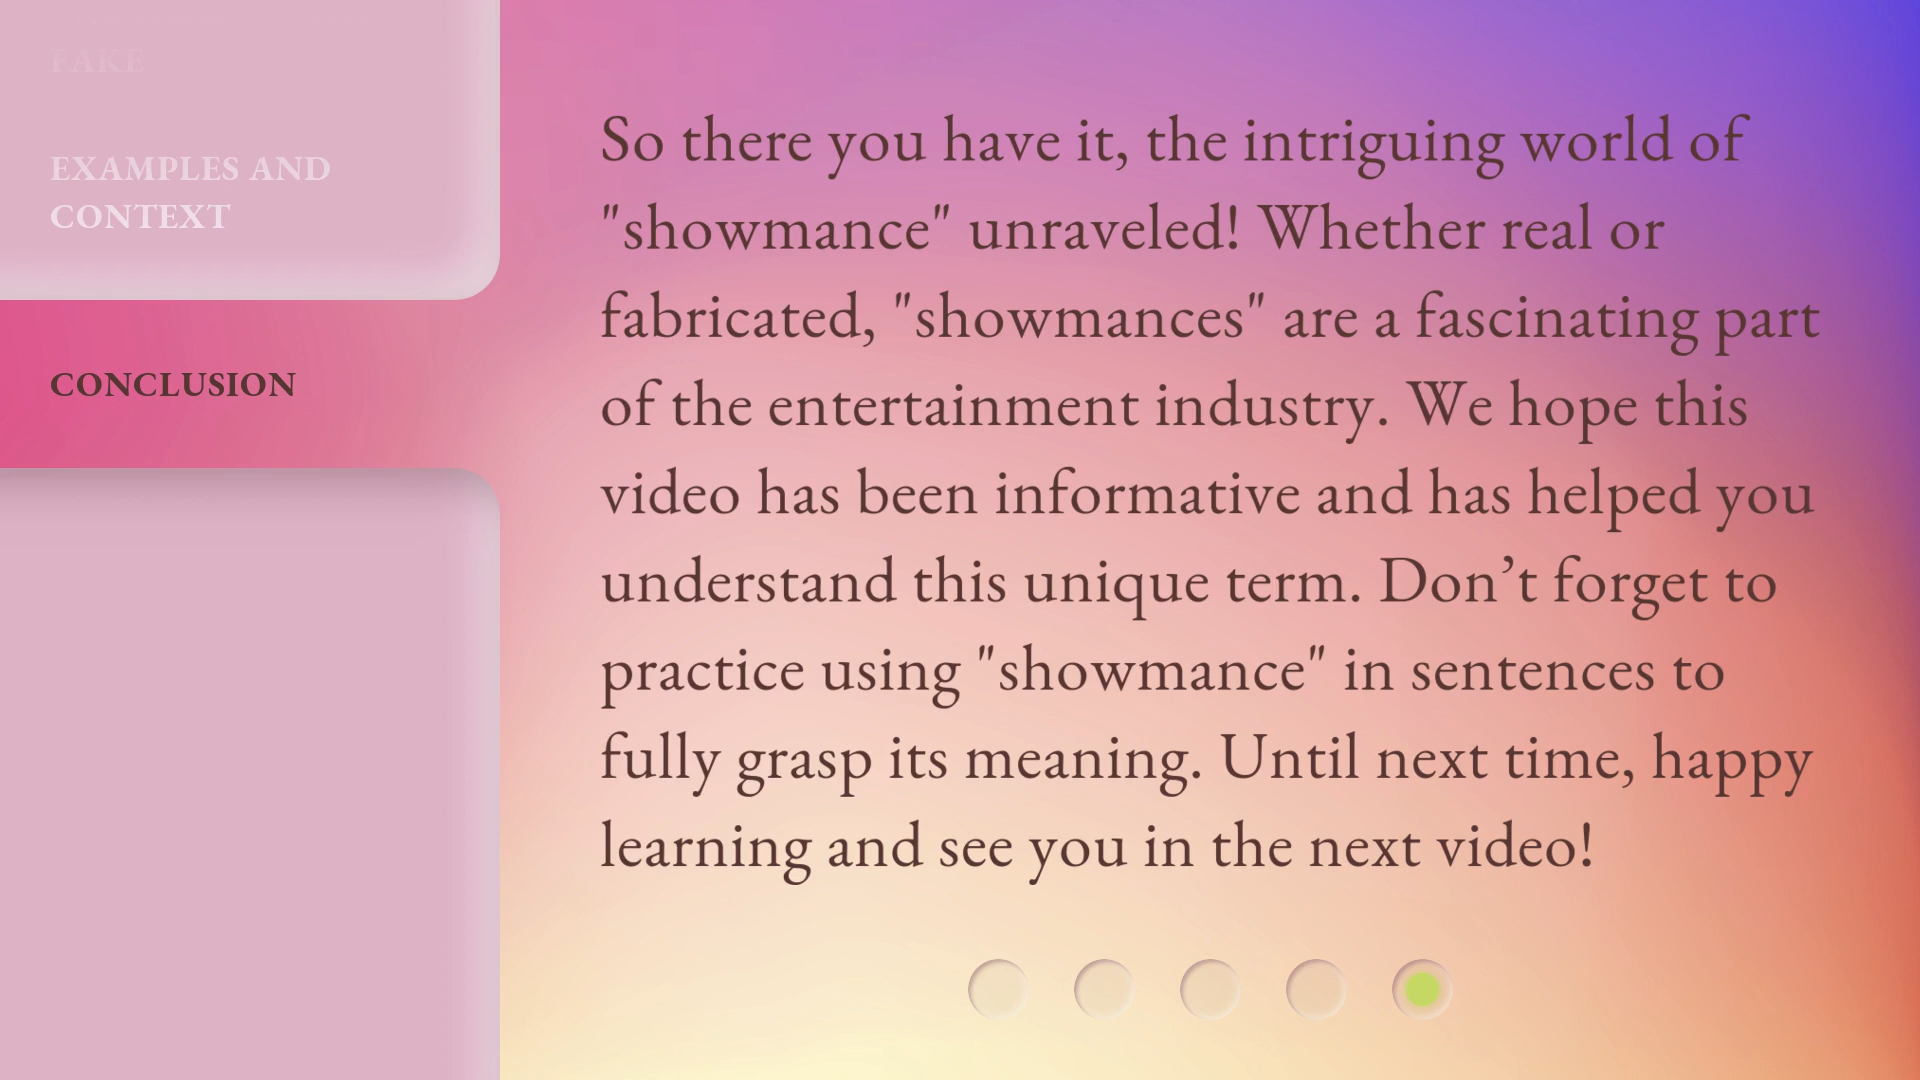 FAKE
EXAMPLES AND
CONTEXT
CONCLUSION
So there you have it, the intriguing world of
"showmance" unraveled! Whether real or
fabricated, "showmances" are a fascinating part
of the entertainment industry. We hope this
video has been informative and has helped you
understand this unique term. Don’t forget to
practice using "showmance" in sentences to
fully grasp its meaning. Until next time, happy
learning and see you in the next video!